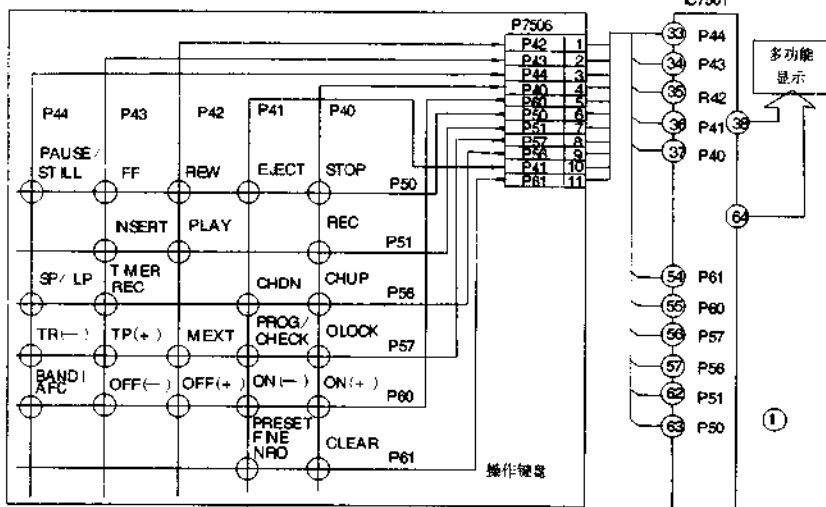 IC7501
P7506
P42 1
P43 2
P44 3
P40 4
P60 5
P50 6
P51 7
P57 8
P56 9
P41 10
P61 11
33 P44
34 P43
35 R42
36 P41
37 P40
38
64
多功能
显示
54 P61
55 P60
56 P57
57 P56
62 P51
63 P50
①
P44 P43 P42 P41 P40
PAUSE/
STILL FF REW EJECT STOP
P50
INSERT PLAY REC
P51
SP/LP TMER
REC CHDN CHUP
P56
TR(—) TP(+) MEXT PROG/
CHECK OLOCK
P57
BANDI
AFC OFF(—) OFF(+) ON(—) ON(+)
P60
PRESET
FINE
NRO CLEAR
P61
操作键盘